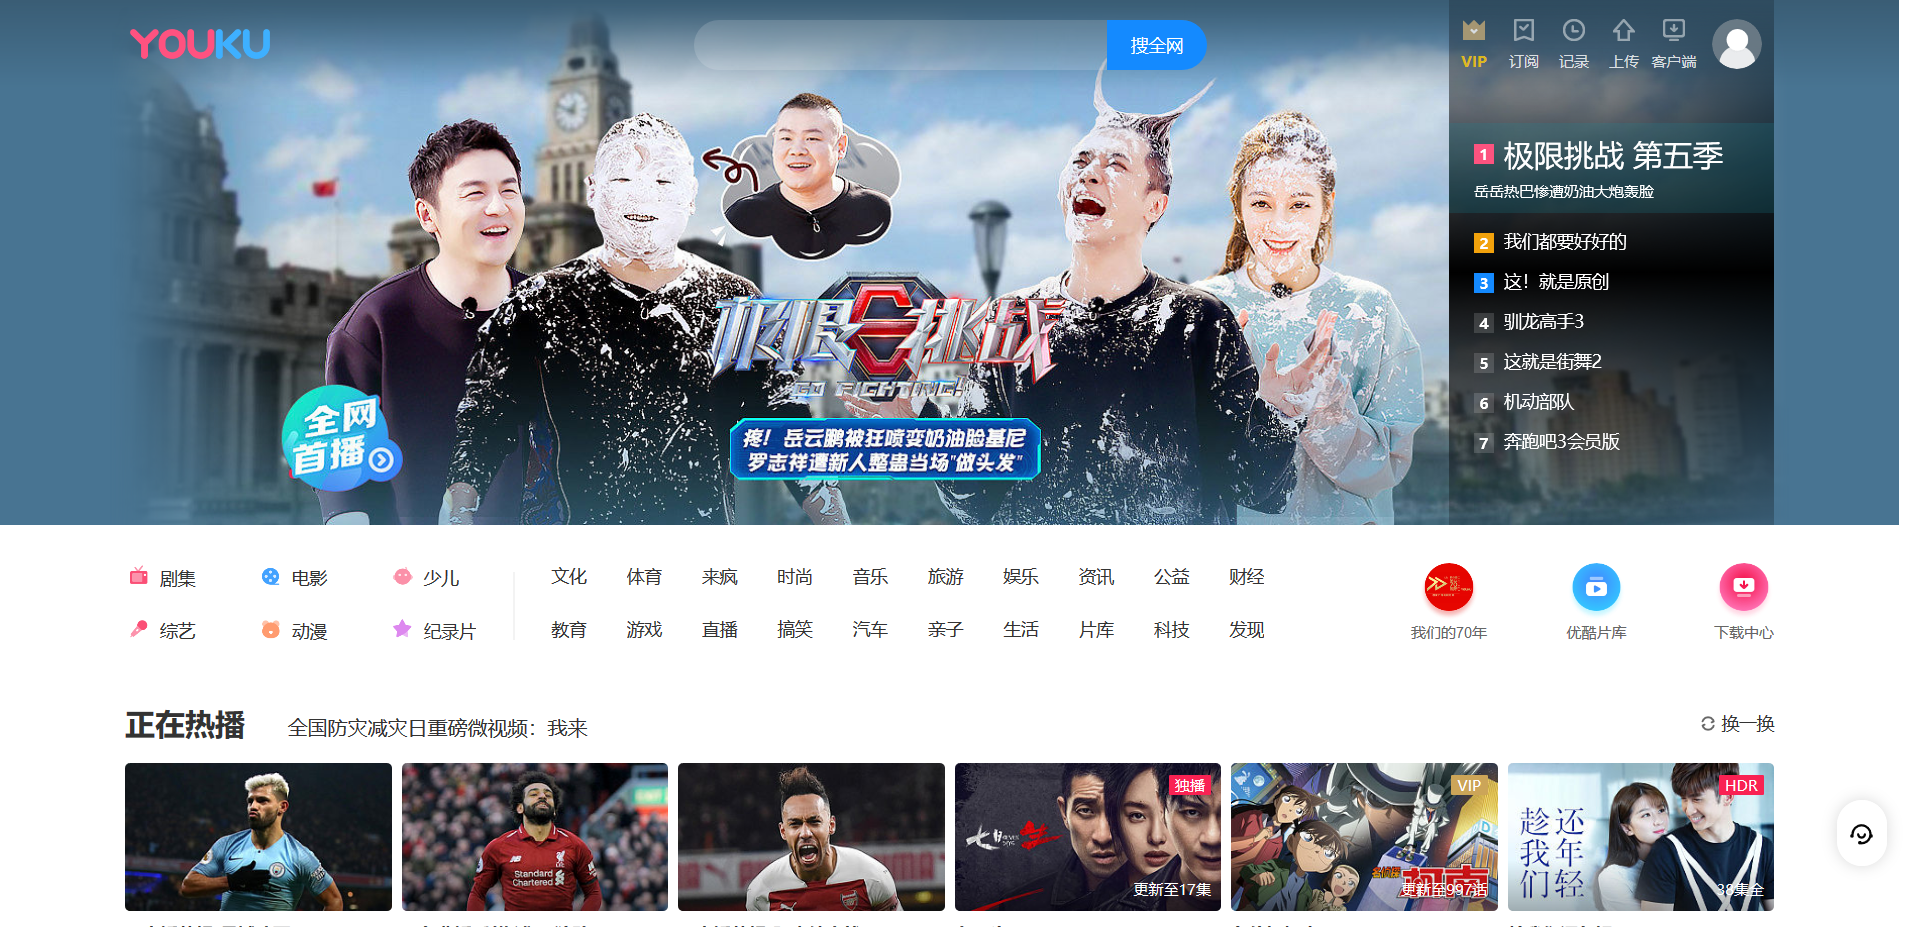 YOUKU
搜全网
VIP
订阅
记录
上传
客户端
1 极限挑战 第五季
岳岳热巴惨遭奶油大炮轰脸
2 我们都要好好的
3 这！就是原创
4 驯龙高手3
5 这就是街舞2
6 机动部队
7 奔跑吧3会员版
极限挑战
GO FIGHTING!
疼！岳云鹏被狂喷变奶油脸基尼
罗志祥遭新人整蛊当场"做头发"
全网
首播
剧集 电影 少儿
综艺 动漫 纪录片
文化 体育 来疯 时尚 音乐 旅游 娱乐 资讯 公益 财经
教育 游戏 直播 搞笑 汽车 亲子 生活 片库 科技 发现
我们的70年 优酷片库 下载中心
正在热播
全国防灾减灾日重磅微视频：我来
换一换
Standard
Chartered
独播
七日
更新至17集
VIP
名侦探
柯南
更新至997话
HDR
趁我们
还年轻
38集全